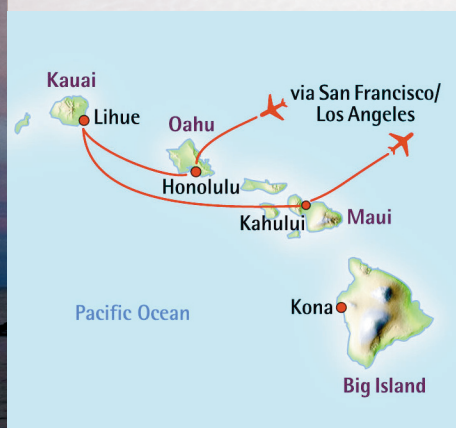 Kauai
Lihue
Oahu
via San Francisco/
Los Angeles
Honolulu
Kahului
Maui
Kona
Pacific Ocean
Big Island